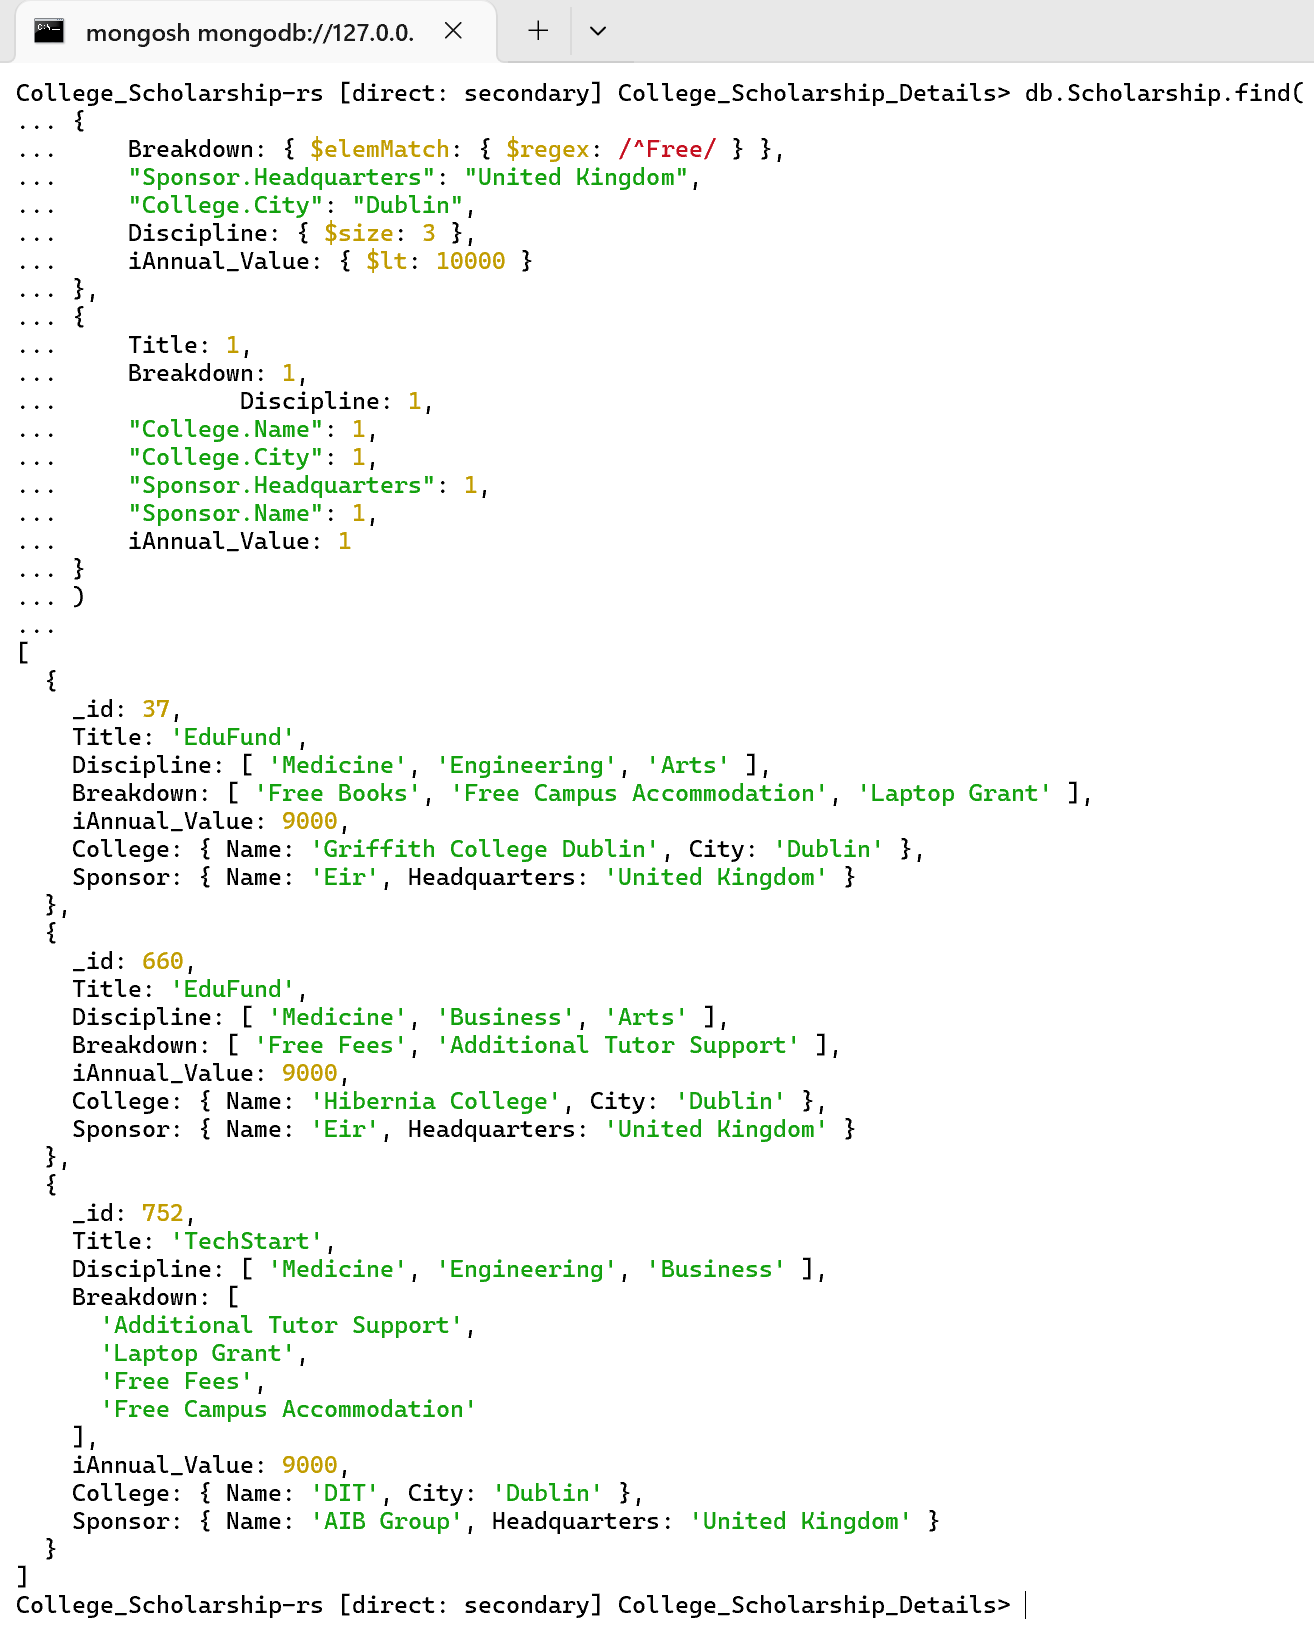 mongosh mongodb://127.0.0.
College_Scholarship-rs [direct: secondary] College_Scholarship_Details> db.Scholarship.find(
... {
...     Breakdown: { $elemMatch: { $regex: /^Free/ } },
...     "Sponsor.Headquarters": "United Kingdom",
...     "College.City": "Dublin",
...     Discipline: { $size: 3 },
...     iAnnual_Value: { $lt: 10000 }
... },
... {
...     Title: 1,
...     Breakdown: 1,
...             Discipline: 1,
...     "College.Name": 1,
...     "College.City": 1,
...     "Sponsor.Headquarters": 1,
...     "Sponsor.Name": 1,
...     iAnnual_Value: 1
... }
... )
...
[
  {
    _id: 37,
    Title: 'EduFund',
    Discipline: [ 'Medicine', 'Engineering', 'Arts' ],
    Breakdown: [ 'Free Books', 'Free Campus Accommodation', 'Laptop Grant' ],
    iAnnual_Value: 9000,
    College: { Name: 'Griffith College Dublin', City: 'Dublin' },
    Sponsor: { Name: 'Eir', Headquarters: 'United Kingdom' }
  },
  {
    _id: 660,
    Title: 'EduFund',
    Discipline: [ 'Medicine', 'Business', 'Arts' ],
    Breakdown: [ 'Free Fees', 'Additional Tutor Support' ],
    iAnnual_Value: 9000,
    College: { Name: 'Hibernia College', City: 'Dublin' },
    Sponsor: { Name: 'Eir', Headquarters: 'United Kingdom' }
  },
  {
    _id: 752,
    Title: 'TechStart',
    Discipline: [ 'Medicine', 'Engineering', 'Business' ],
    Breakdown: [
      'Additional Tutor Support',
      'Laptop Grant',
      'Free Fees',
      'Free Campus Accommodation'
    ],
    iAnnual_Value: 9000,
    College: { Name: 'DIT', City: 'Dublin' },
    Sponsor: { Name: 'AIB Group', Headquarters: 'United Kingdom' }
  }
]
College_Scholarship-rs [direct: secondary] College_Scholarship_Details>